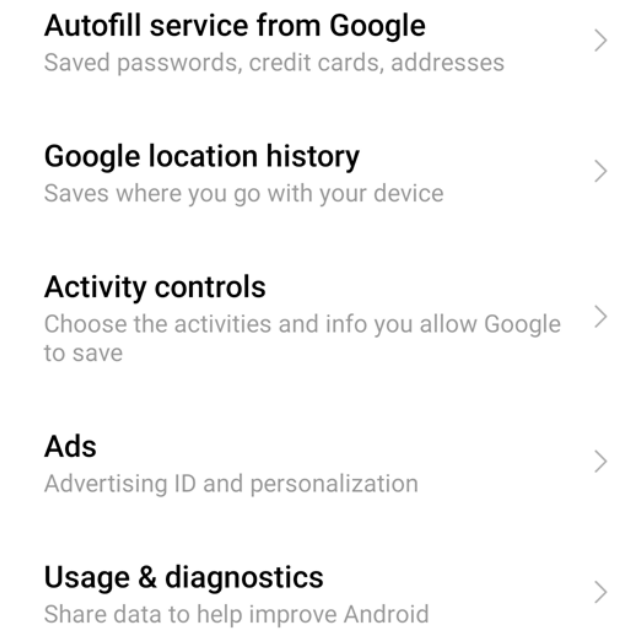 Autofill service from Google
Saved passwords, credit cards, addresses
Google location history
Saves where you go with your device
Activity controls
Choose the activities and info you allow Google
to save
Ads
Advertising ID and personalization
Usage & diagnostics
Share data to help improve Android